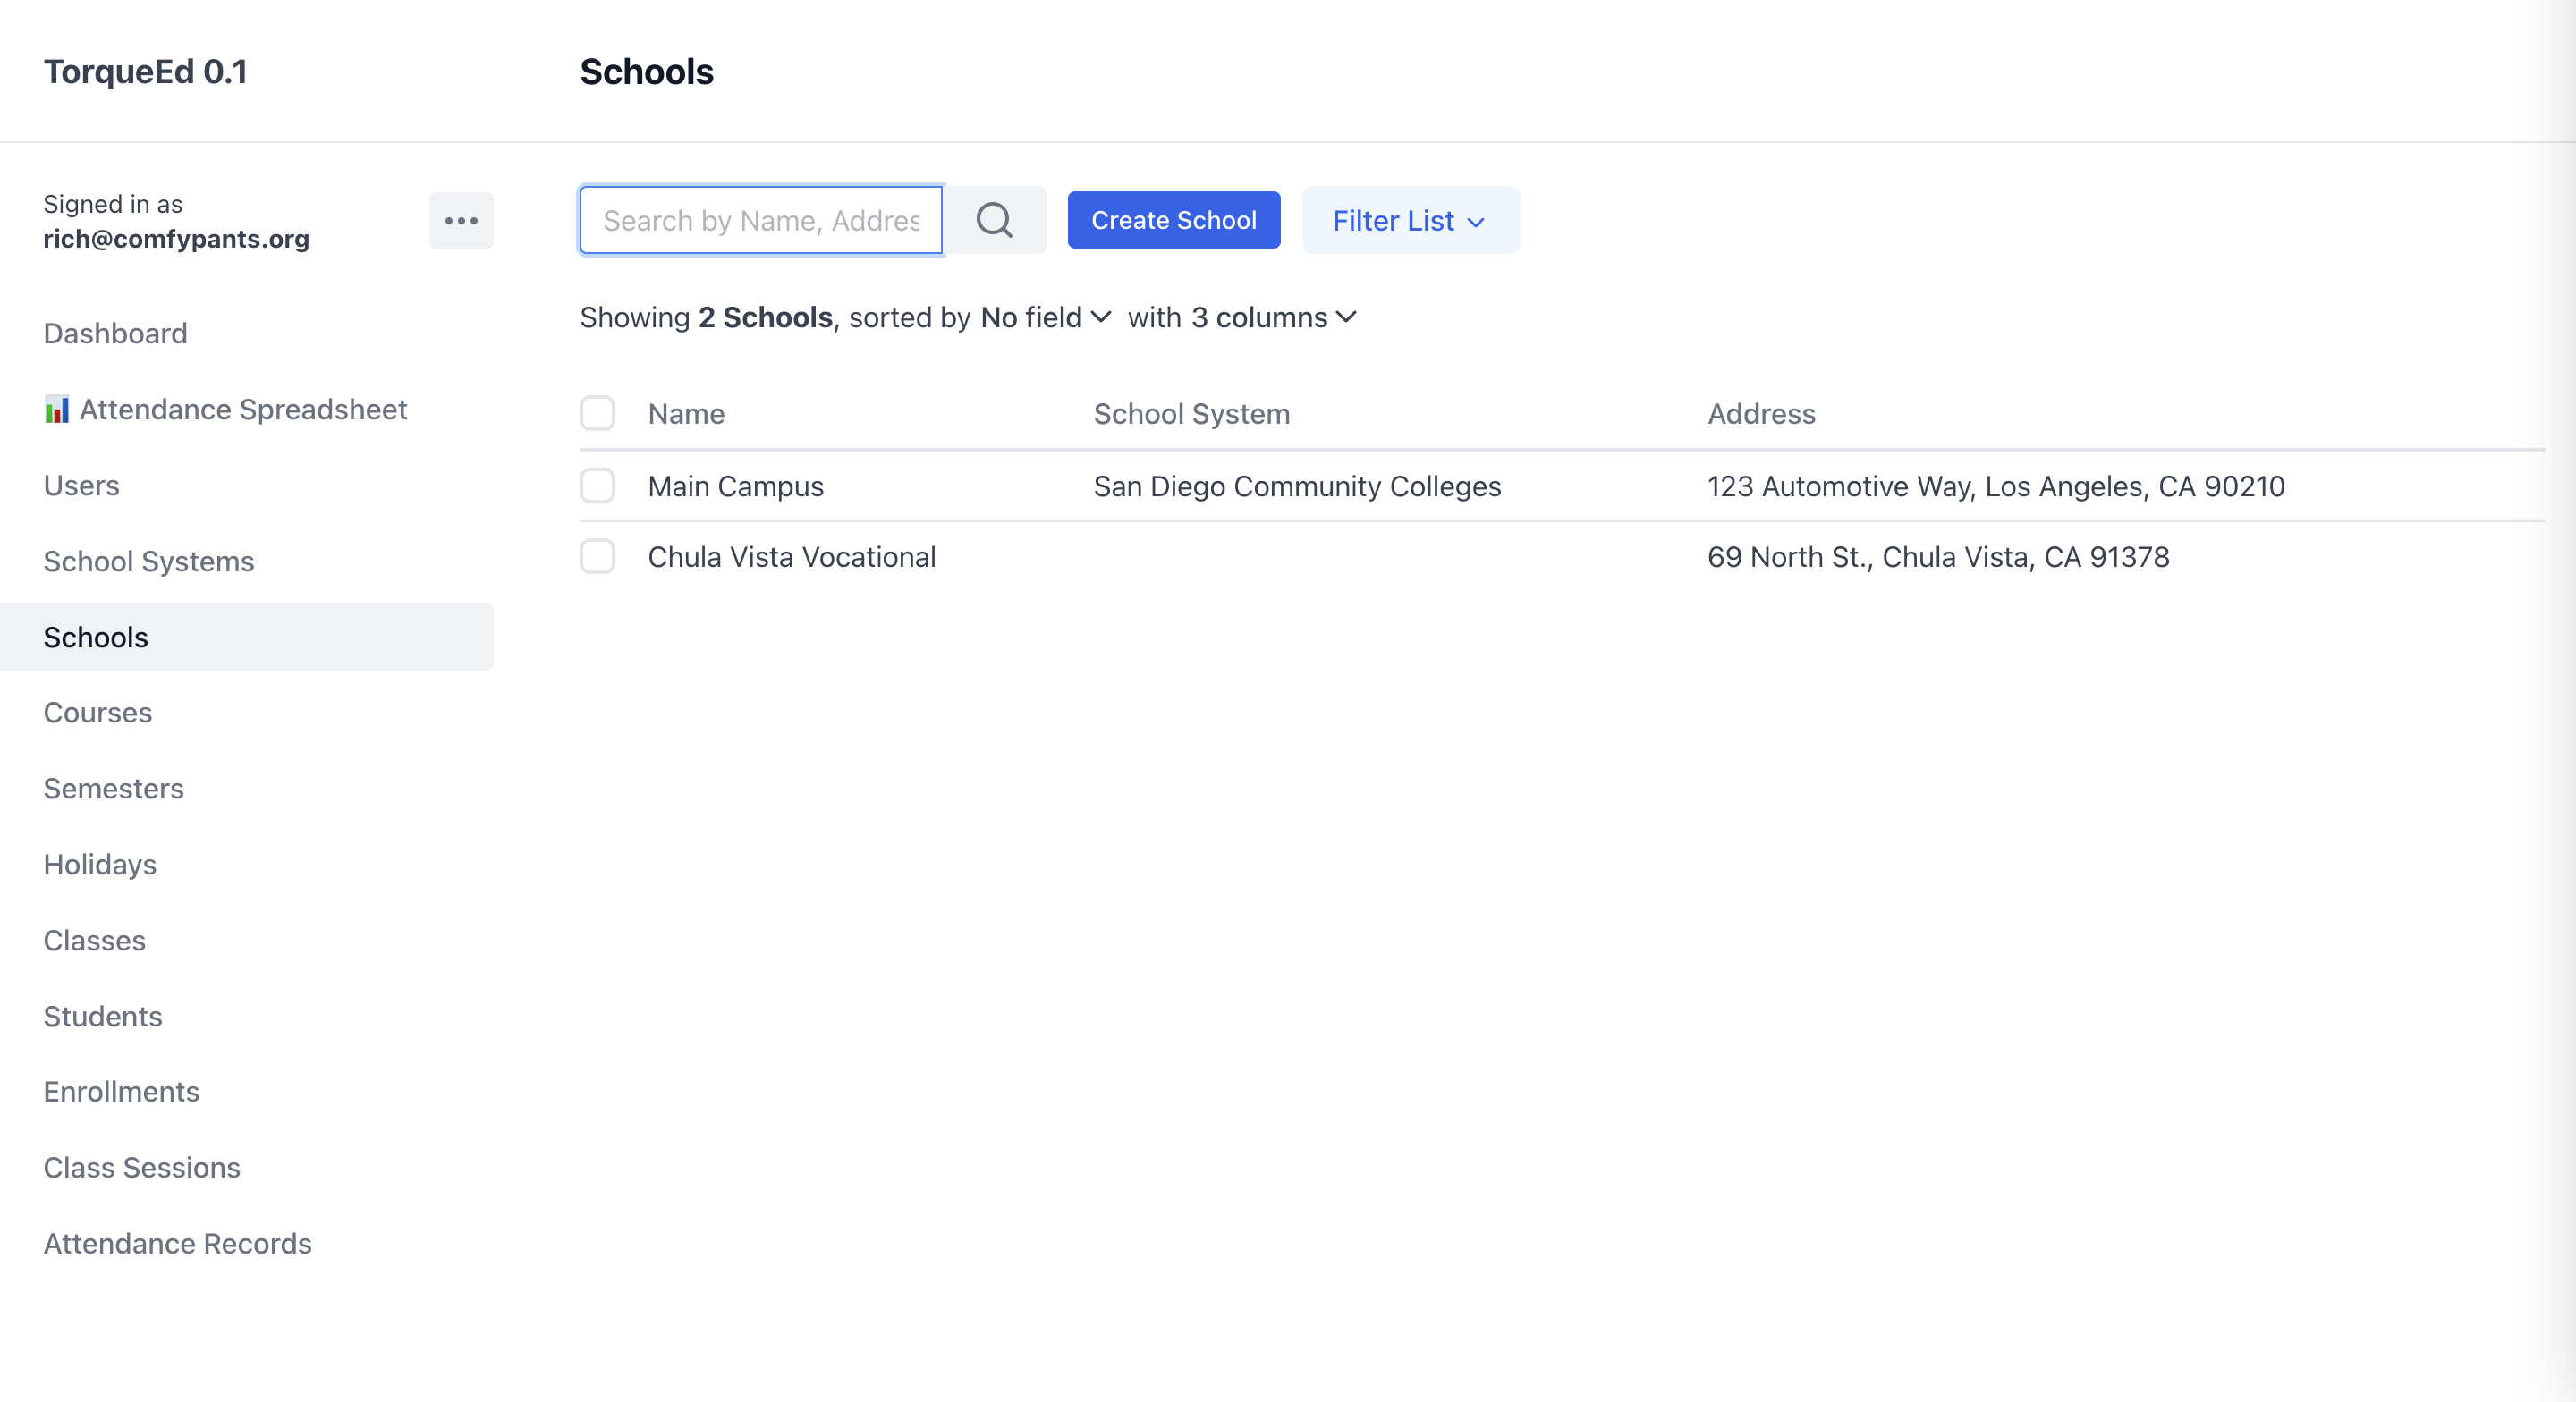 TorqueEd 0.1
Schools
Signed in as
rich@comfypants.org
Dashboard
Attendance Spreadsheet
Users
School Systems
Schools
Courses
Semesters
Holidays
Classes
Students
Enrollments
Class Sessions
Attendance Records
Search by Name, Addres
Create School
Filter List
Showing 2 Schools, sorted by No field with 3 columns
Name School System Address
Main Campus San Diego Community Colleges 123 Automotive Way, Los Angeles, CA 90210
Chula Vista Vocational 69 North St., Chula Vista, CA 91378